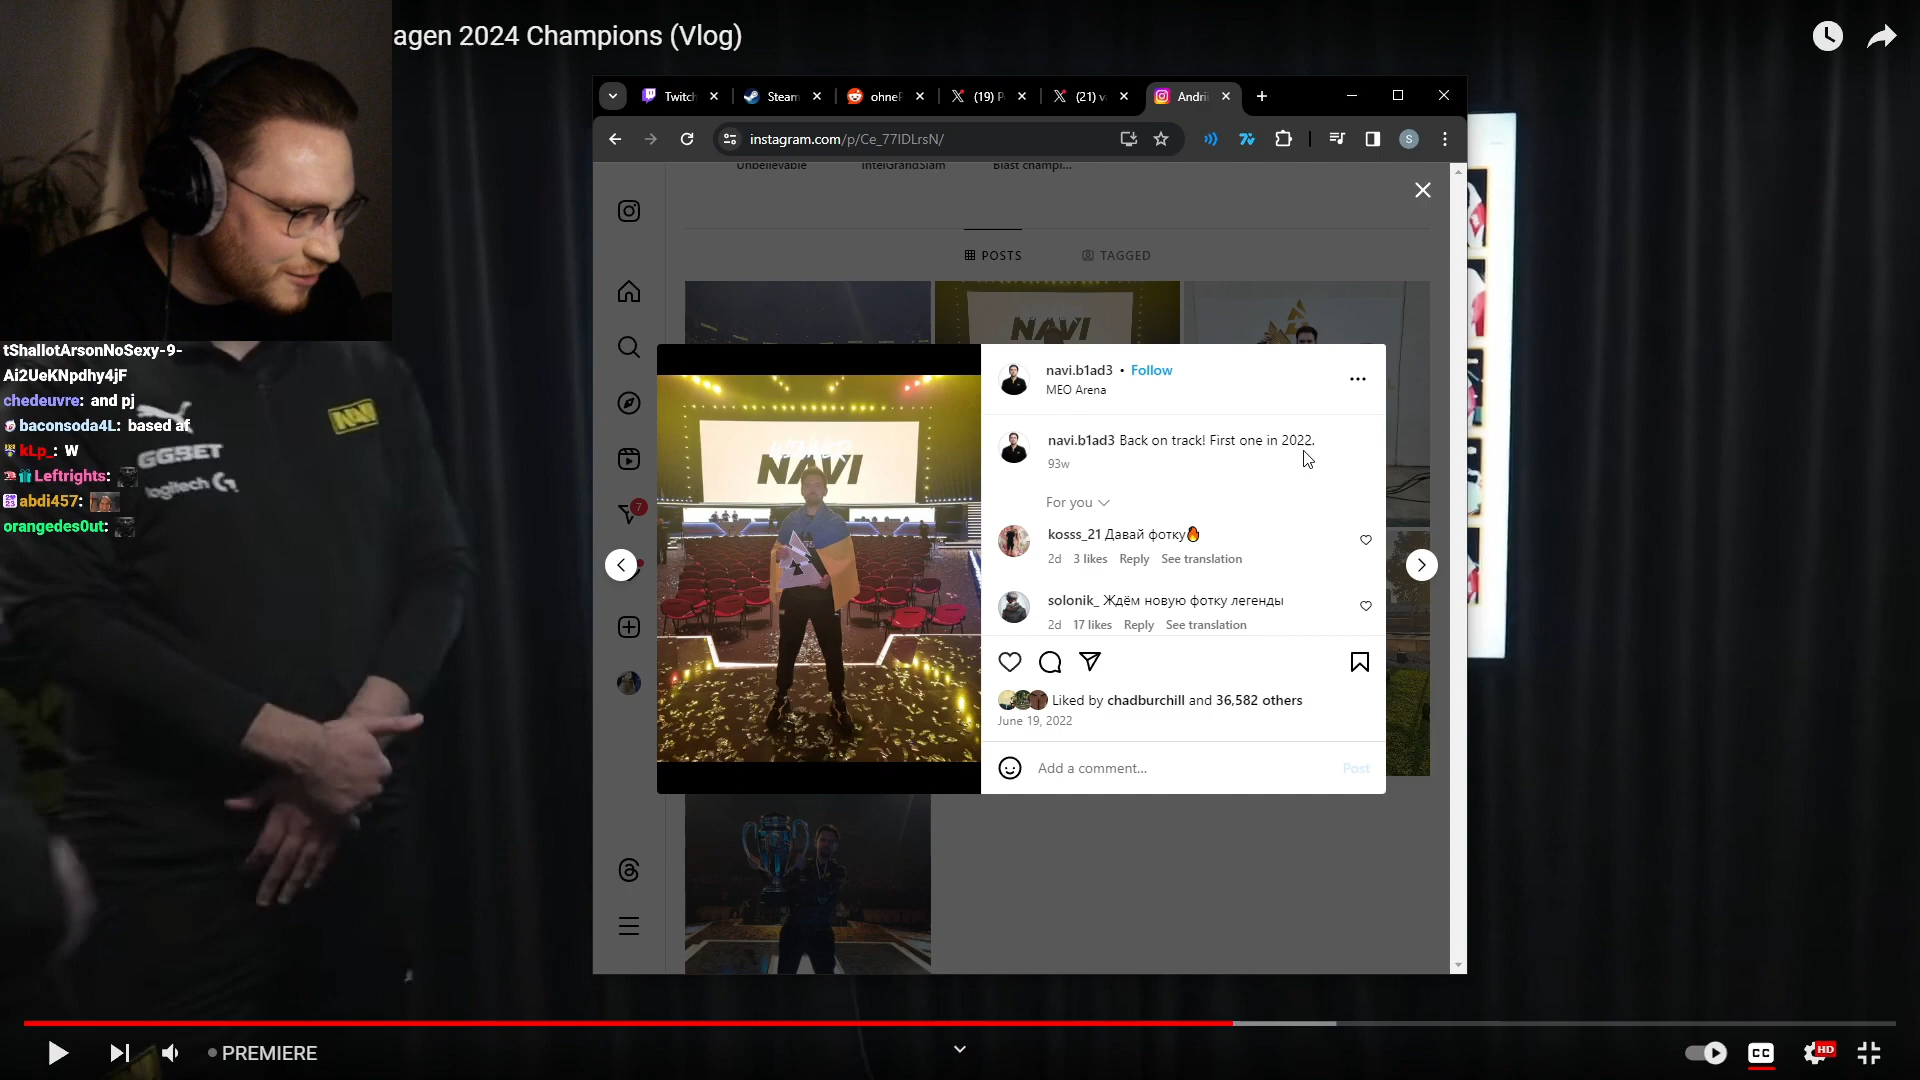 agen 2024 Champions (Vlog)
Twitch
Steam
ohneP
(19) P
(21) v
Andrii
instagram.com/p/Ce_77IDLrsN/
S
Unbelievable
IntelGrandSlam
Blast champi...
POSTS
TAGGED
NAVI
navi.b1ad3 • Follow
MEO Arena
navi.b1ad3 Back on track! First one in 2022.
93w
For you
kosss_21 Давай фотку🔥
2d 3 likes Reply See translation
solonik_ Ждём новую фотку легенды
2d 17 likes Reply See translation
Liked by chadburchill and 36,582 others
June 19, 2022
Add a comment...
Post
WINNER
NAVI
7
tShallotArsonNoSexy-9-
Ai2UeKNpdhy4jF
chedeuvre: and pj
baconsoda4L: based af
kLp_: W
Leftrights:
abdi457:
orangedes0ut:
NAVI
GGBET
logitech G
PREMIERE
CC
HD